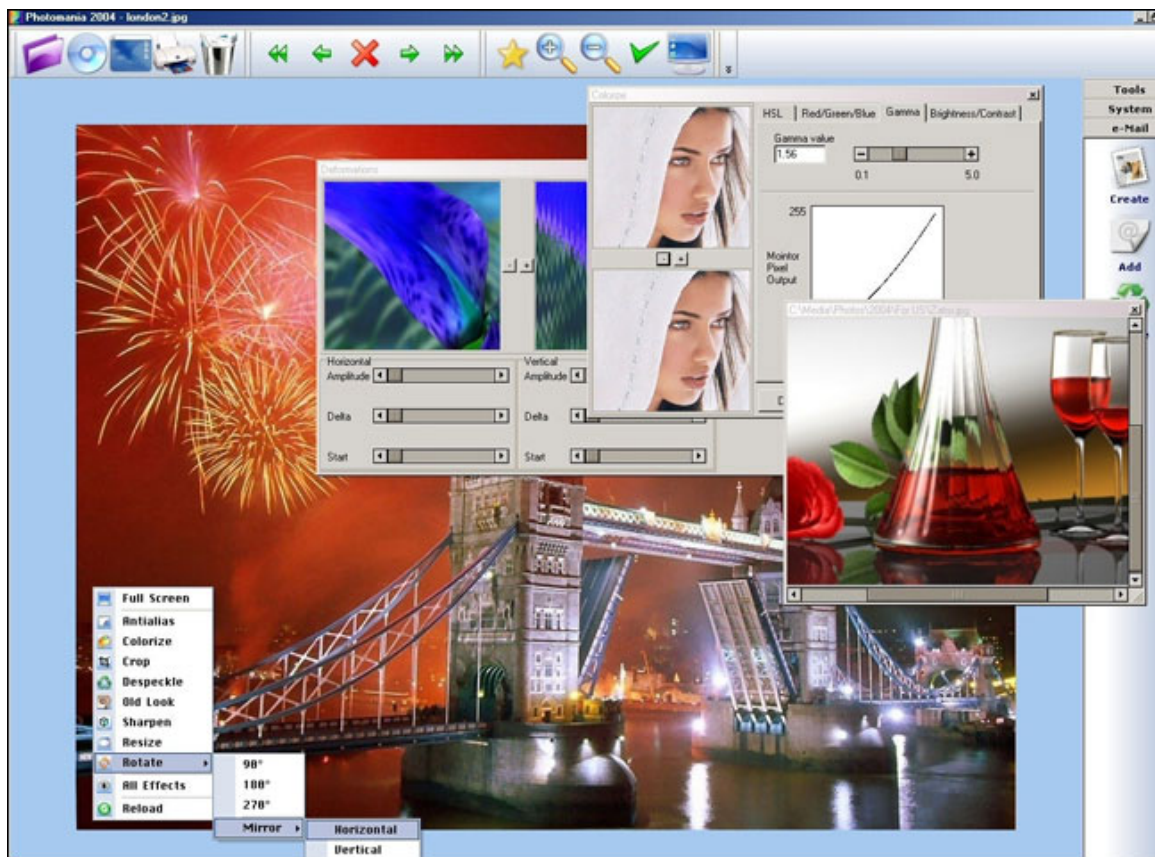 Photomania 2004 - london2.jpg
Tools
System
e-Mail
Create
Add
Colorize
HSL
Red/Green/Blue
Gamma
Brightness/Contrast
Gamma value
1.56
0.1
5.0
255
Mointor
Pixel
Output
Deformations
Horizontal
Amplitude
Delta
Start
Vertical
Amplitude
Delta
Start
Full Screen
Antialias
Colorize
Crop
Despeckle
Old Look
Sharpen
Resize
Rotate
All Effects
Reload
90°
180°
270°
Mirror
Horizontal
Vertical